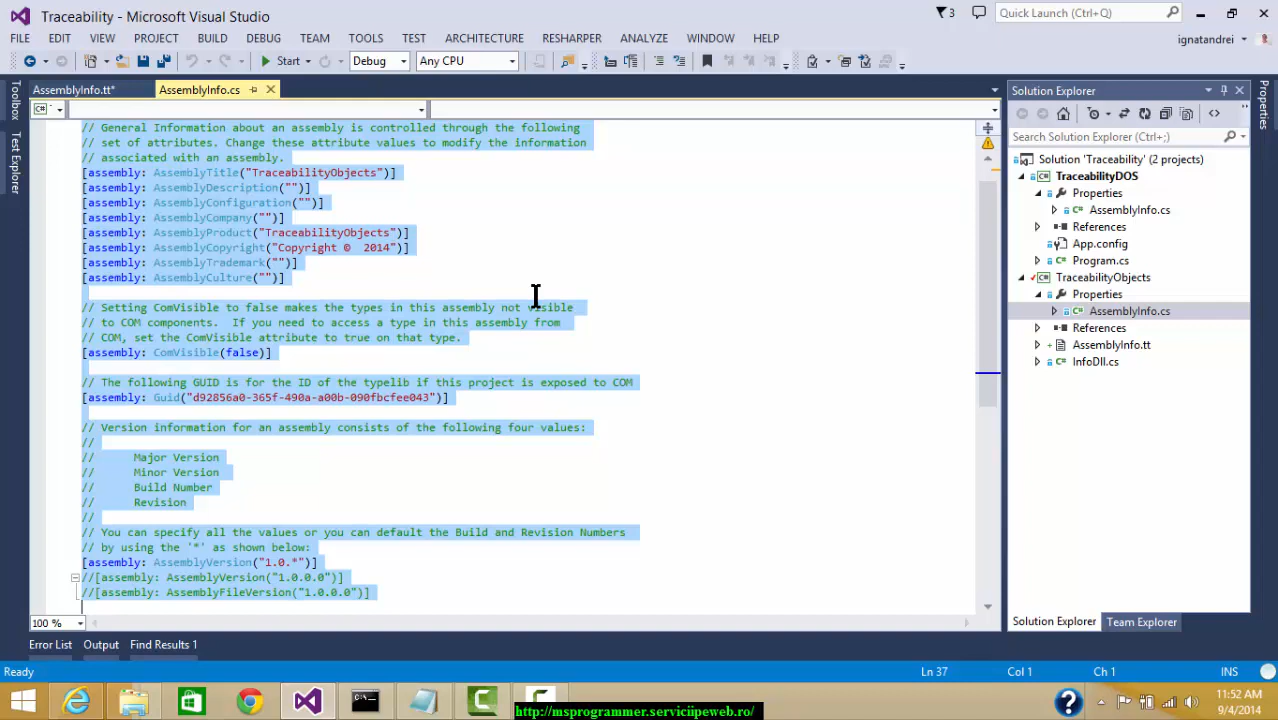 Traceability - Microsoft Visual Studio
3
Quick Launch (Ctrl+Q)
FILE EDIT VIEW PROJECT BUILD DEBUG TEAM TOOLS TEST ARCHITECTURE RESHARPER ANALYZE WINDOW HELP
ignatandrei
Start
Debug
Any CPU
Toolbox
Test Explorer
AssemblyInfo.tt*
AssemblyInfo.cs
// General Information about an assembly is controlled through the following
// set of attributes. Change these attribute values to modify the information
// associated with an assembly.
[assembly: AssemblyTitle("TraceabilityObjects")]
[assembly: AssemblyDescription("")]
[assembly: AssemblyConfiguration("")]
[assembly: AssemblyCompany("")]
[assembly: AssemblyProduct("TraceabilityObjects")]
[assembly: AssemblyCopyright("Copyright ©  2014")]
[assembly: AssemblyTrademark("")]
[assembly: AssemblyCulture("")]
// Setting ComVisible to false makes the types in this assembly not visible
// to COM components.  If you need to access a type in this assembly from
// COM, set the ComVisible attribute to true on that type.
[assembly: ComVisible(false)]
// The following GUID is for the ID of the typelib if this project is exposed to COM
[assembly: Guid("d92856a0-365f-490a-a00b-090fbcfee043")]
// Version information for an assembly consists of the following four values:
//
//      Major Version
//      Minor Version
//      Build Number
//      Revision
//
// You can specify all the values or you can default the Build and Revision Numbers
// by using the '*' as shown below:
[assembly: AssemblyVersion("1.0.*")]
//[assembly: AssemblyVersion("1.0.0.0")]
//[assembly: AssemblyFileVersion("1.0.0.0")]
100 %
Solution Explorer
Search Solution Explorer (Ctrl+;)
Solution 'Traceability' (2 projects)
TraceabilityDOS
Properties
AssemblyInfo.cs
References
App.config
Program.cs
TraceabilityObjects
Properties
AssemblyInfo.cs
References
AssemblyInfo.tt
InfoDll.cs
Solution Explorer
Team Explorer
Properties
Error List
Output
Find Results 1
Ready
Ln 37
Col 1
Ch 1
INS
11:52 AM
9/4/2014
http://msprogrammer.serviciipeweb.ro/